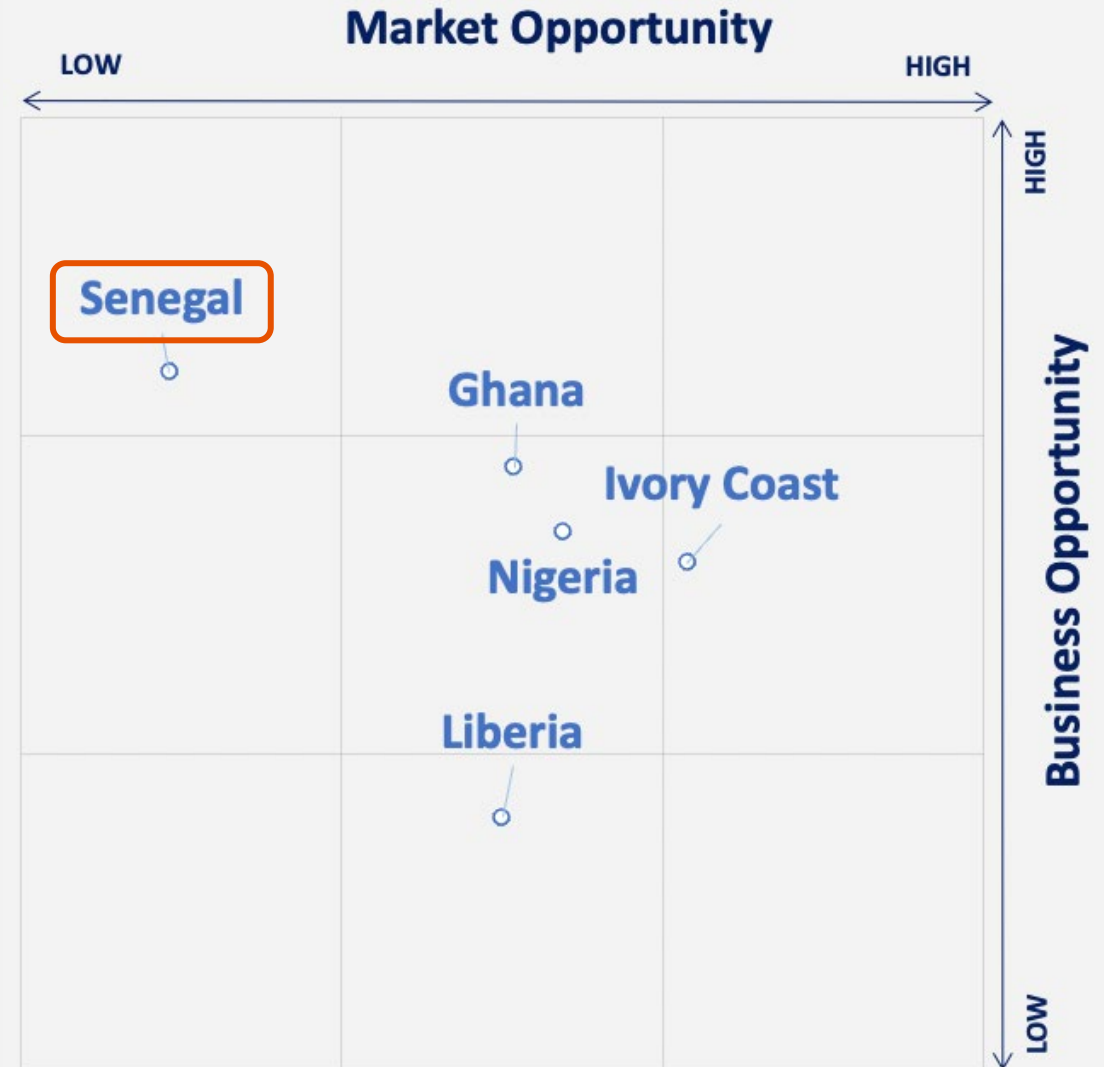 Market Opportunity
LOW
HIGH
HIGH
Senegal
Ghana
Ivory Coast
Nigeria
Business Opportunity
Liberia
LOW